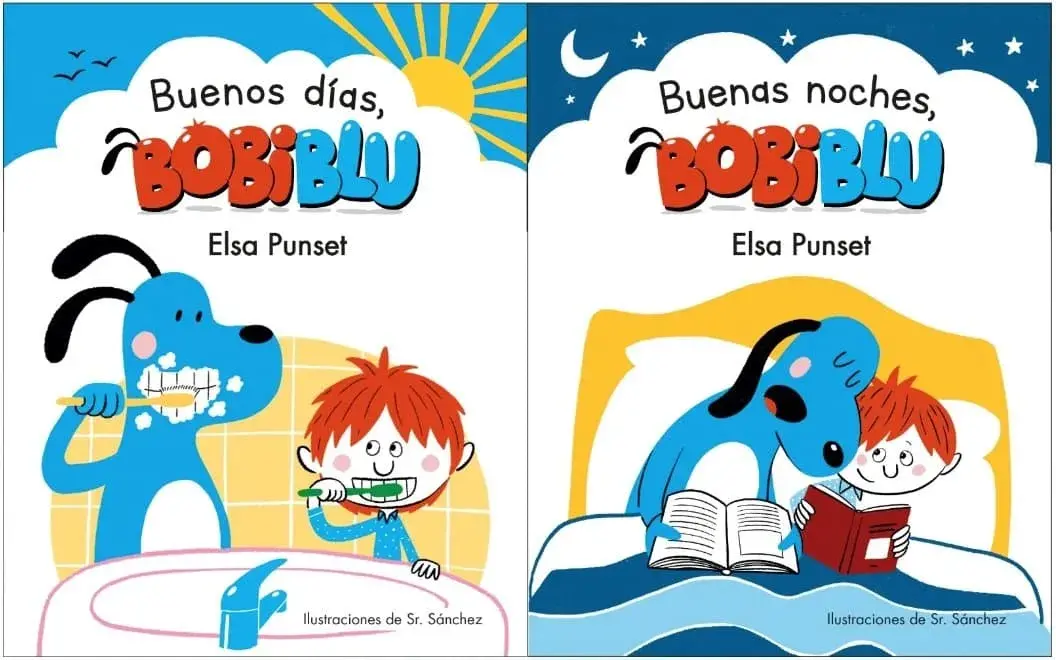 Buenos días,
BOBiBLU
Elsa Punset
Ilustraciones de Sr. Sánchez
Buenas noches,
BOBiBLU
Elsa Punset
Ilustraciones de Sr. Sánchez